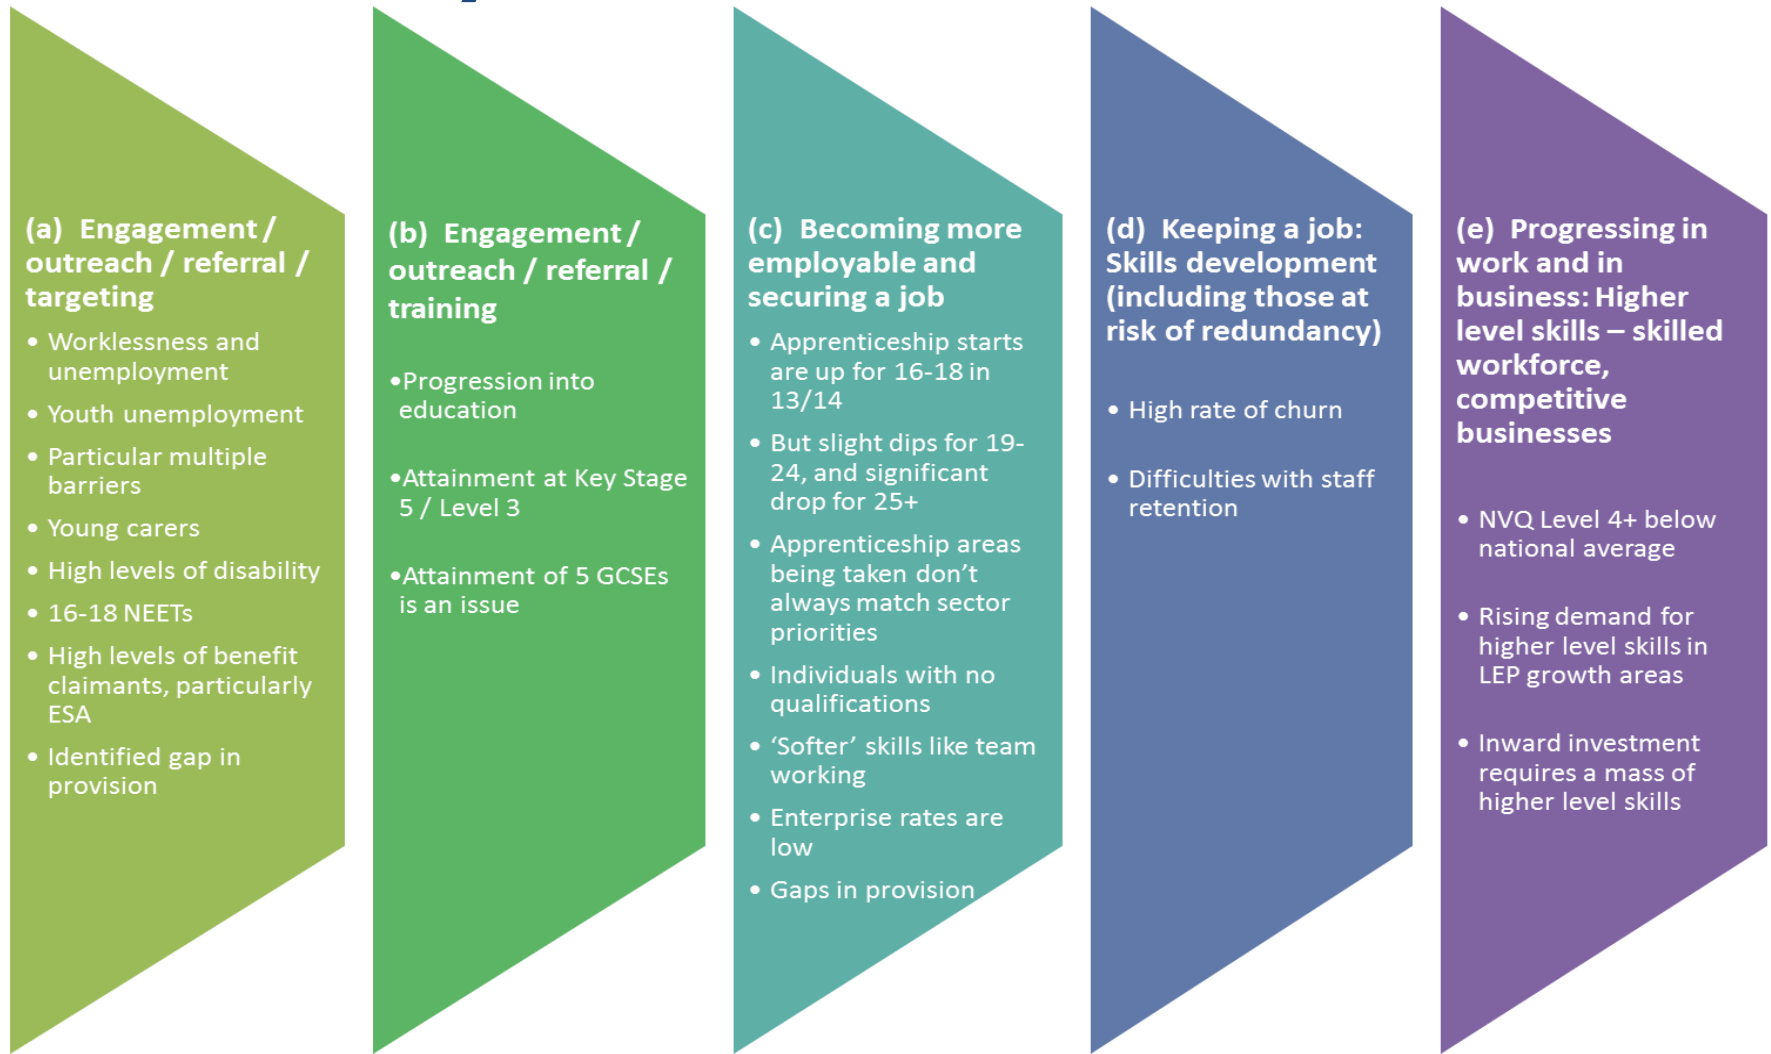 (a) Engagement /
outreach / referral /
targeting
• Worklessness and
unemployment
• Youth unemployment
• Particular multiple
barriers
• Young carers
• High levels of disability
• 16-18 NEETs
• High levels of benefit
claimants, particularly
ESA
• Identified gap in
provision
(b) Engagement /
outreach / referral /
training
•Progression into
education
•Attainment at Key Stage
5 / Level 3
•Attainment of 5 GCSEs
is an issue
(c) Becoming more
employable and
securing a job
• Apprenticeship starts
are up for 16-18 in
13/14
• But slight dips for 19-
24, and significant
drop for 25+
• Apprenticeship areas
being taken don’t
always match sector
priorities
• Individuals with no
qualifications
• ‘Softer’ skills like team
working
• Enterprise rates are
low
• Gaps in provision
(d) Keeping a job:
Skills development
(including those at
risk of redundancy)
• High rate of churn
• Difficulties with staff
retention
(e) Progressing in
work and in
business: Higher
level skills – skilled
workforce,
competitive
businesses
• NVQ Level 4+ below
national average
• Rising demand for
higher level skills in
LEP growth areas
• Inward investment
requires a mass of
higher level skills